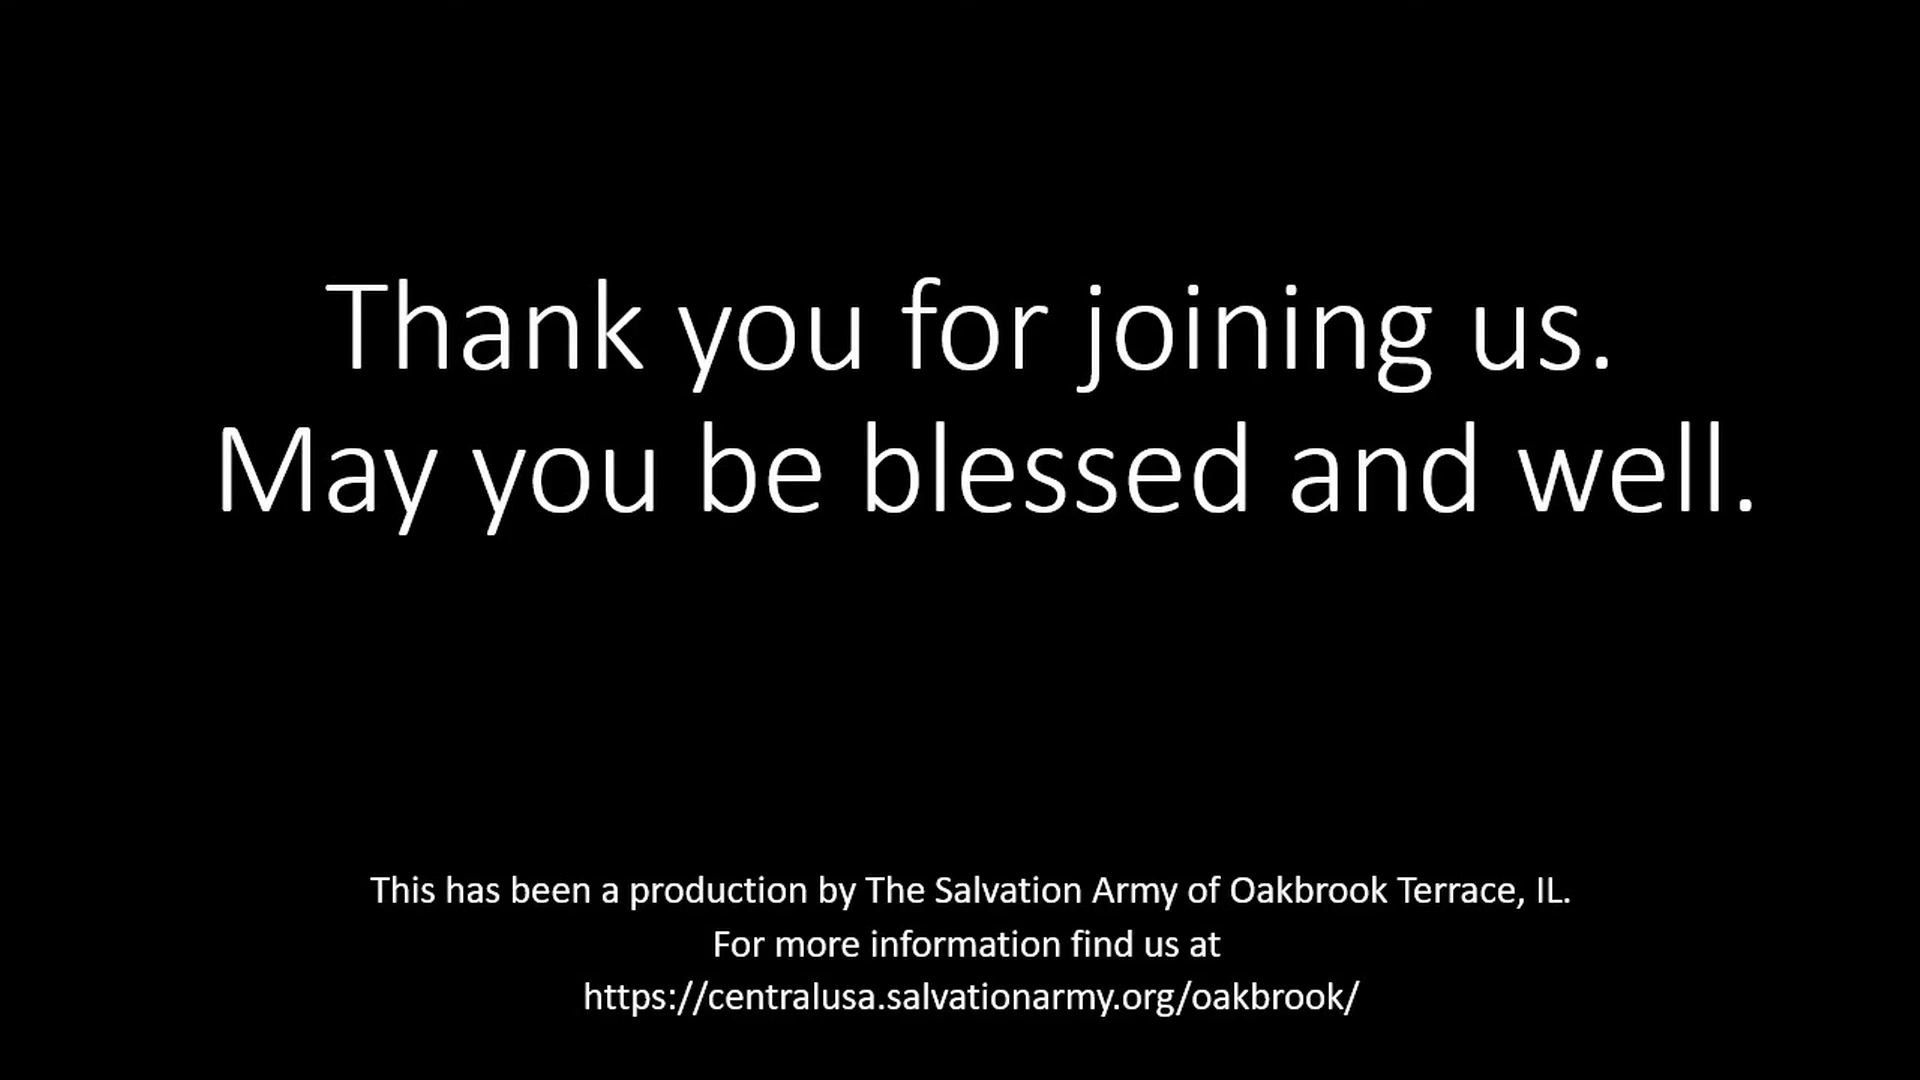 Thank you for joining us.
May you be blessed and well.
This has been a production by The Salvation Army of Oakbrook Terrace, IL.
For more information find us at
https://centralusa.salvationarmy.org/oakbrook/